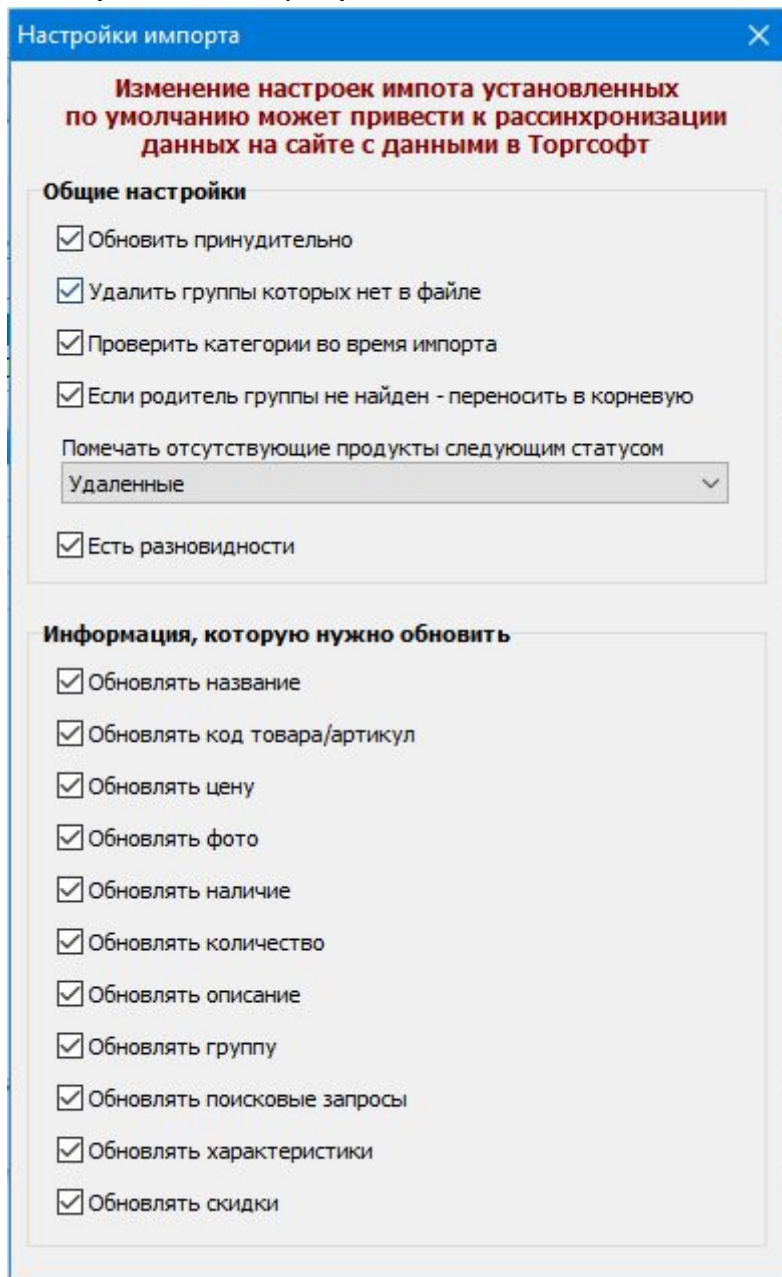 Настройки импорта
Изменение настроек импота установленных
по умолчанию может привести к рассинхронизации
данных на сайте с данными в Торгсофт
Общие настройки
Обновить принудительно
Удалить группы которых нет в файле
Проверить категории во время импорта
Если родитель группы не найден - переносить в корневую
Помечать отсутствующие продукты следующим статусом
Удаленные
Есть разновидности
Информация, которую нужно обновить
Обновлять название
Обновлять код товара/артикул
Обновлять цену
Обновлять фото
Обновлять наличие
Обновлять количество
Обновлять описание
Обновлять группу
Обновлять поисковые запросы
Обновлять характеристики
Обновлять скидки